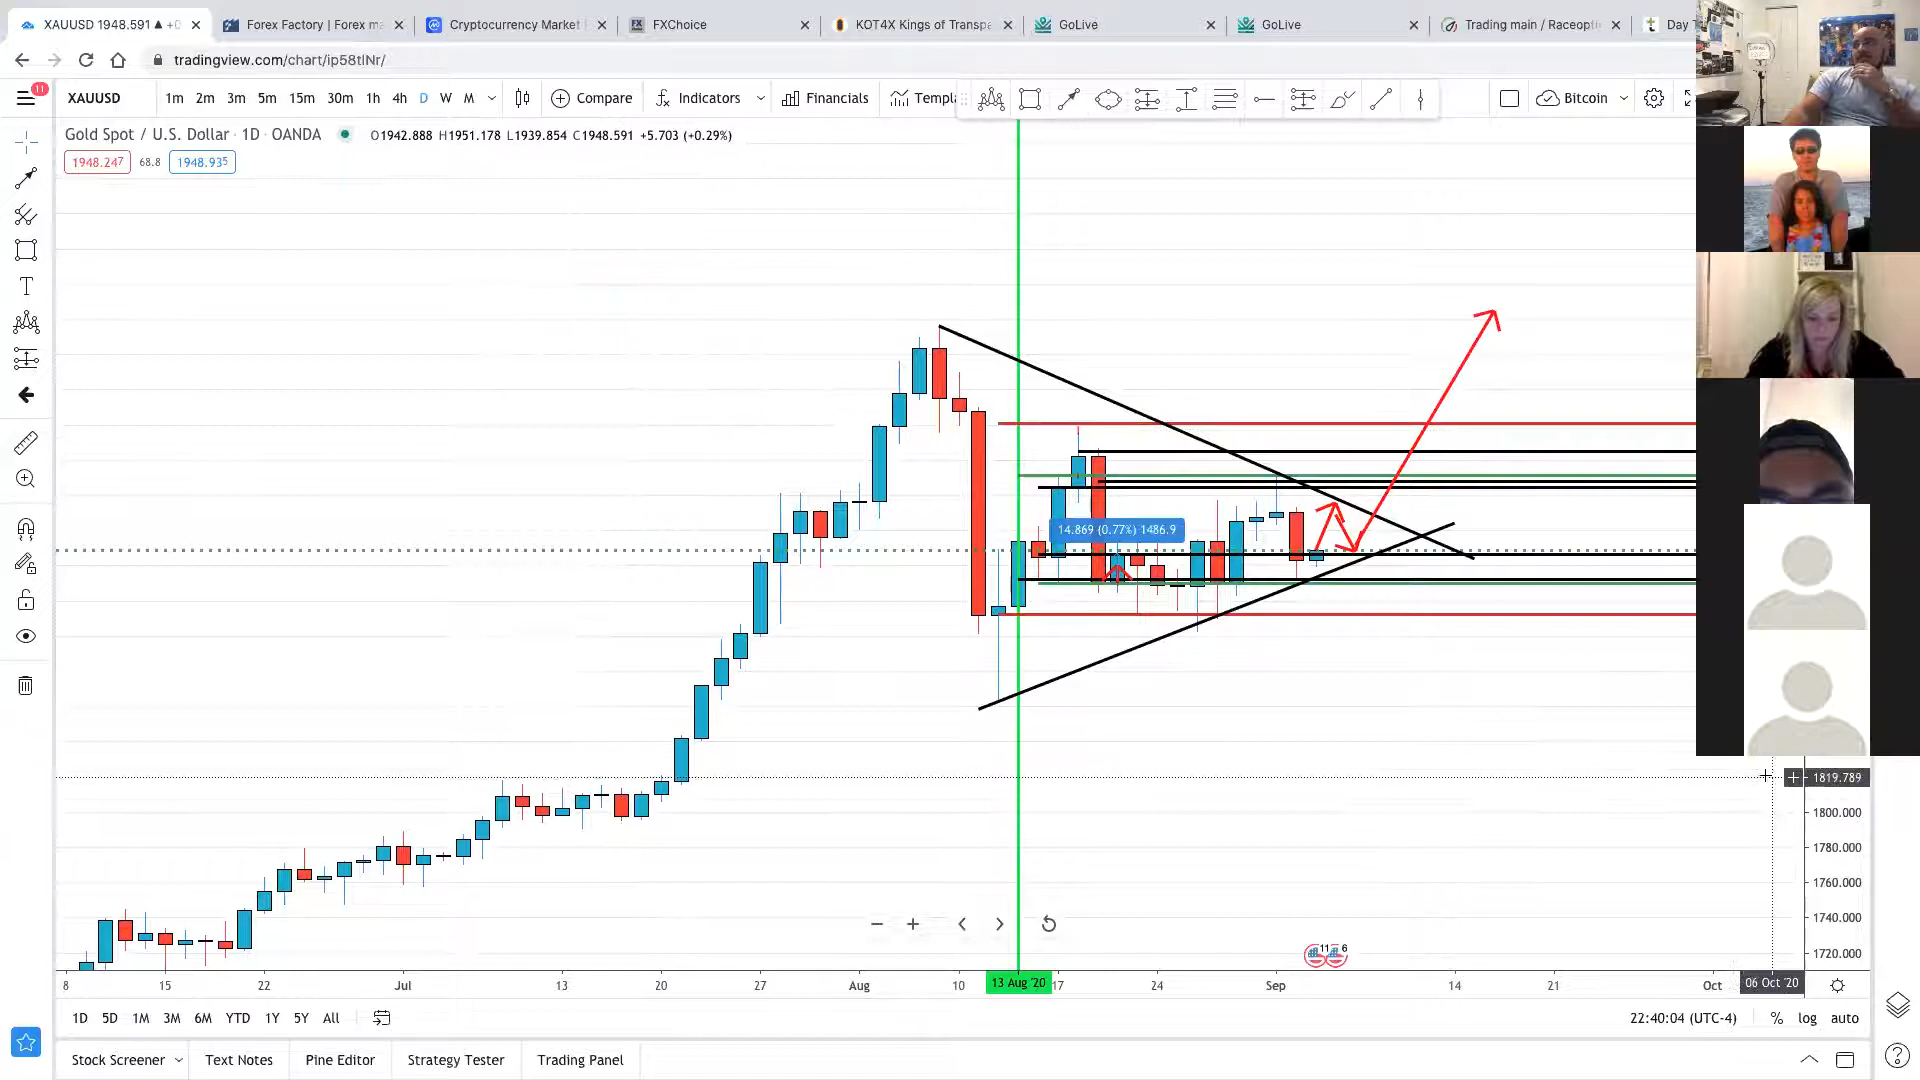 XAUUSD 1948.591 ▲ +0
Forex Factory | Forex ma
Cryptocurrency Market
FXChoice
KOT4X Kings of Transpa
GoLive
GoLive
Trading main / Raceopti
Day T
tradingview.com/chart/ip58tINr/
11
XAUUSD
1m 2m 3m 5m 15m 30m 1h 4h D W M
Compare
Indicators
Financials
Templ
Bitcoin
Gold Spot / U.S. Dollar · 1D · OANDA
O1942.888 H1951.178 L1939.854 C1948.591 +5.703 (+0.29%)
1948.247 68.8 1948.935
14.869 (0.77%) 1486.9
1819.789
1800.000
1780.000
1760.000
1740.000
1720.000
11 6
8 15 22 Jul 13 20 27 Aug 10 13 Aug '20 17 24 Sep 14 21 Oct 06 Oct '20
1D 5D 1M 3M 6M YTD 1Y 5Y All
22:40:04 (UTC-4) % log auto
Stock Screener Text Notes Pine Editor Strategy Tester Trading Panel